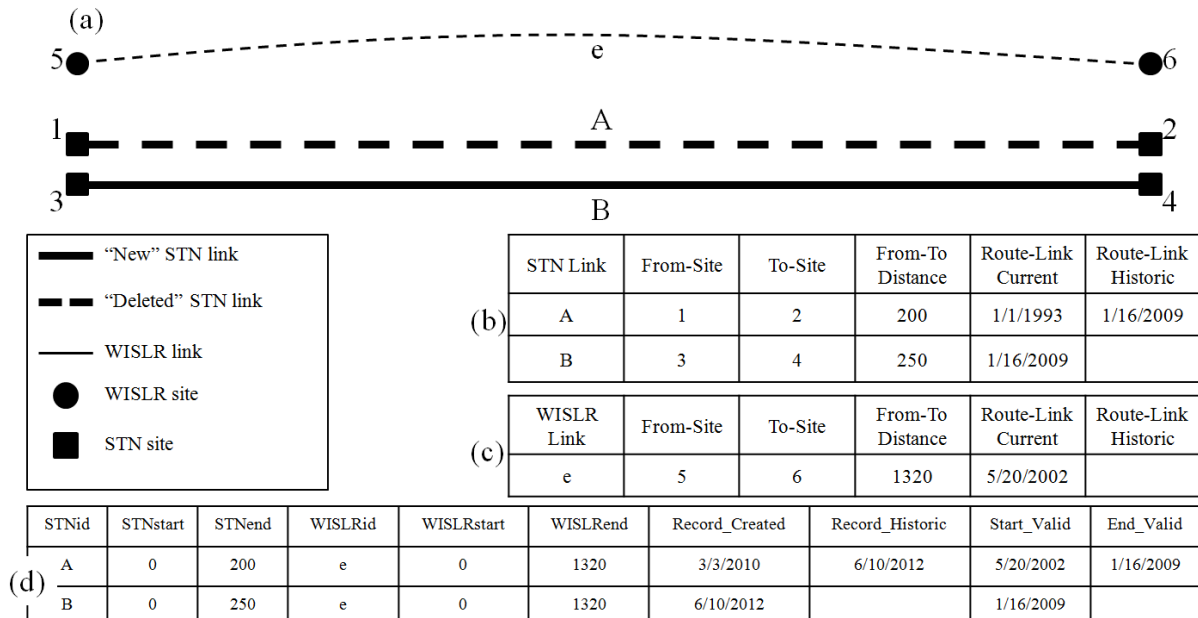 (a)
5 e 6
1 A 2
3 B 4
“New” STN link
“Deleted” STN link
WISLR link
WISLR site
STN site
(b)
STN Link From-Site To-Site From-To Distance Route-Link Current Route-Link Historic
A 1 2 200 1/1/1993 1/16/2009
B 3 4 250 1/16/2009
(c)
WISLR Link From-Site To-Site From-To Distance Route-Link Current Route-Link Historic
e 5 6 1320 5/20/2002
(d)
STNid STNstart STNend WISLRid WISLRstart WISLRend Record_Created Record_Historic Start_Valid End_Valid
A 0 200 e 0 1320 3/3/2010 6/10/2012 5/20/2002 1/16/2009
B 0 250 e 0 1320 6/10/2012 1/16/2009